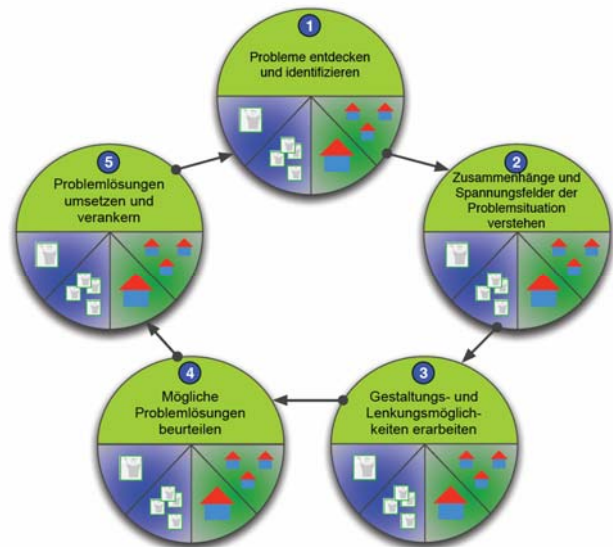 1
Probleme entdecken
und identifizieren
2
Zusammenhänge und
Spannungsfelder der
Problemsituation
verstehen
3
Gestaltungs- und
Lenkungsmöglich-
keiten erarbeiten
4
Mögliche
Problemlösungen
beurteilen
5
Problemlösungen
umsetzen und
verankern